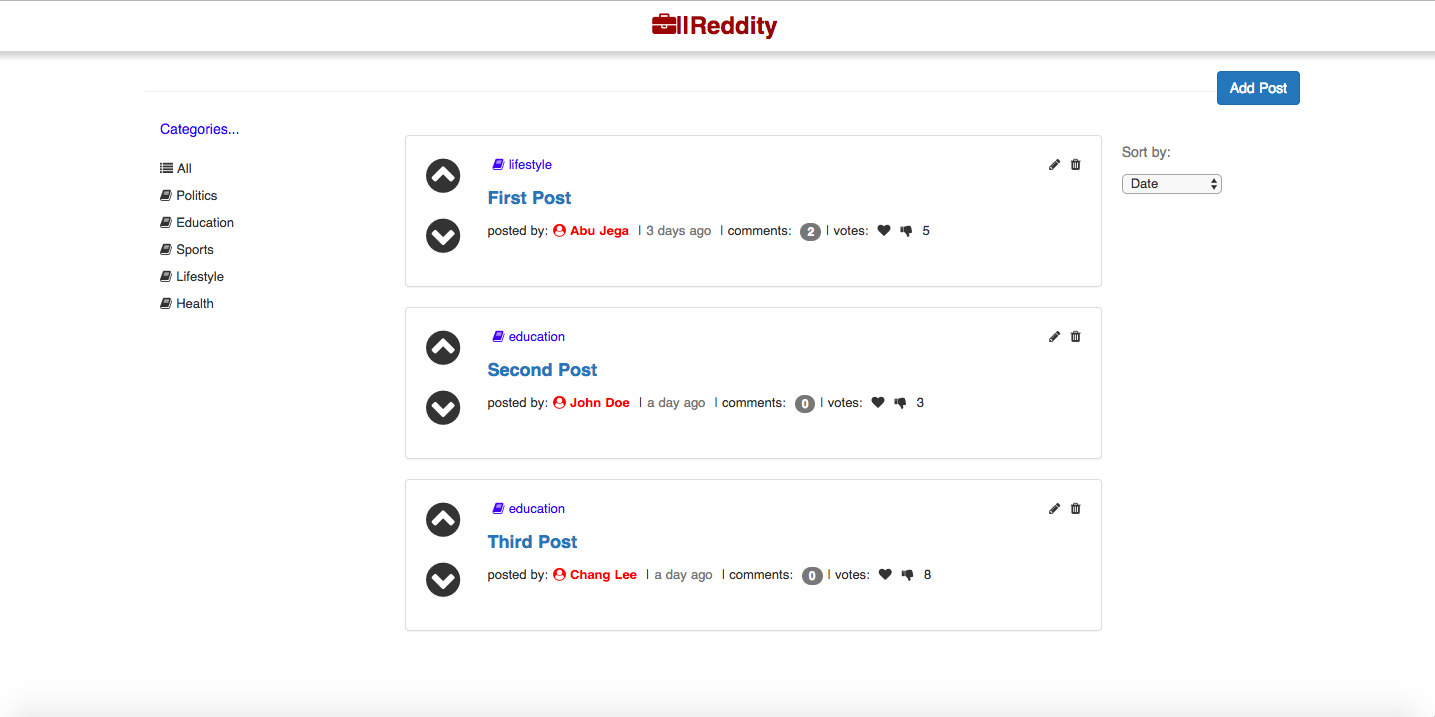 llReddity
Add Post
Categories...
All
Politics
Education
Sports
Lifestyle
Health
lifestyle
First Post
posted by: Abu Jega | 3 days ago | comments: 2 | votes: 5
education
Second Post
posted by: John Doe | a day ago | comments: 0 | votes: 3
education
Third Post
posted by: Chang Lee | a day ago | comments: 0 | votes: 8
Sort by:
Date